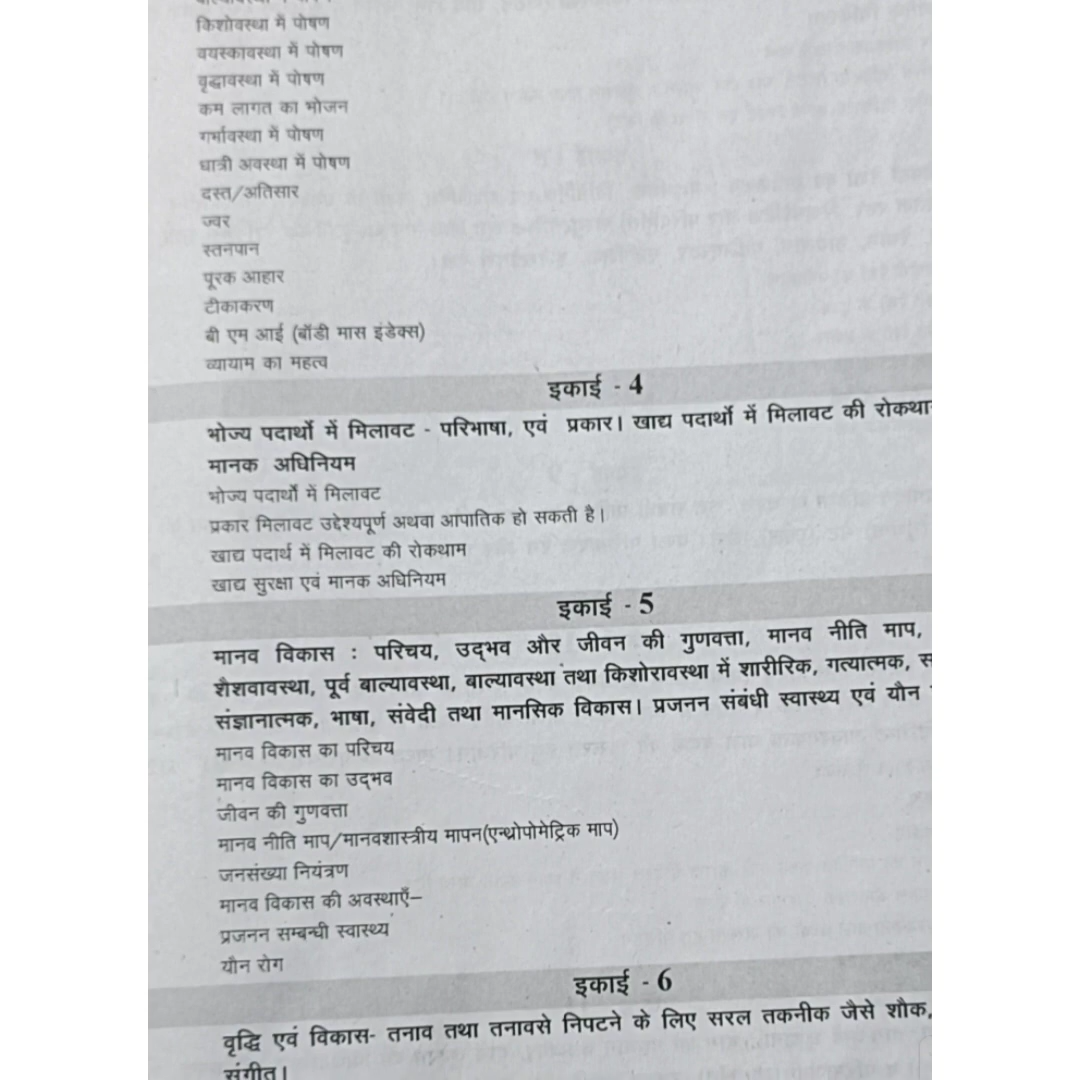 किशोवस्था में पोषण
वयस्कावस्था में पोषण
वृद्धावस्था में पोषण
कम लागत का भोजन
गर्भावस्था में पोषण
धात्री अवस्था में पोषण
दस्त/अतिसार
ज्वर
स्तनपान
पूरक आहार
टीकाकरण
बी एम आई (बॉडी मास इंडेक्स)
व्यायाम का महत्व
इकाई - 4
भोज्य पदार्थो में मिलावट - परिभाषा, एवं प्रकार। खाद्य पदार्थो में मिलावट की
मानक अधिनियम
भोज्य पदार्थो में मिलावट
प्रकार मिलावट उद्देश्यपूर्ण अथवा आपातिक हो सकती है।
खाद्य पदार्थ में मिलावट की रोकथाम
खाद्य सुरक्षा एवं मानक अधिनियम
इकाई - 5
मानव विकास : परिचय, उद्‌भव और जीवन की गुणवत्ता, मानव नीति माप,
शैशवावस्था, पूर्व बाल्यावस्था, बाल्यावस्था तथा किशोरावस्था में शारीरिक, गत्यात्मक,
संज्ञानात्मक, भाषा, संवेदी तथा मानसिक विकास। प्रजनन संबंधी स्वास्थ्य एवं यौन
मानव विकास का परिचय
मानव विकास का उद्‌भव
जीवन की गुणवत्ता
मानव नीति माप/मानवशास्त्रीय मापन(एन्थ्रोपोमेट्रिक माप)
जनसंख्या नियंत्रण
मानव विकास की अवस्थाएँ–
प्रजनन सम्बन्धी स्वास्थ्य
यौन रोग
इकाई - 6
वृद्धि एवं विकास- तनाव तथा तनावसे निपटने के लिए सरल तकनीक जैसे शौक,
संगीत।